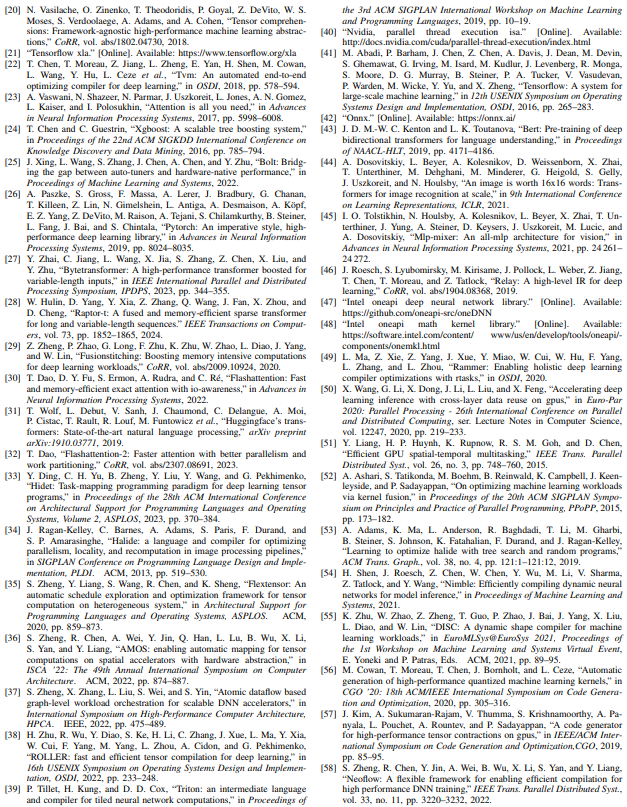 [20] N. Vasilache, O. Zinenko, T. Theodoridis, P. Goyal, Z. DeVito, W. S.
Moses, S. Verdoolaege, A. Adams, and A. Cohen, "Tensor comprehen-
sions: Framework-agnostic high-performance machine learning abstrac-
tions," CoRR, vol. abs/1802.04730, 2018.
[21] "Tensorflow xla." [Online]. Available: https://www.tensorflow.org/xla
[22] T. Chen, T. Moreau, Z. Jiang, L. Zheng, E. Yan, H. Shen, M. Cowan,
L. Wang, Y. Hu, L. Ceze et al., "Tvm: An automated end-to-end
optimizing compiler for deep learning," in OSDI, 2018, pp. 578–594.
[23] A. Vaswani, N. Shazeer, N. Parmar, J. Uszkoreit, L. Jones, A. N. Gomez,
L. Kaiser, and I. Polosukhin, "Attention is all you need," in Advances
in Neural Information Processing Systems, 2017, pp. 5998–6008.
[24] T. Chen and C. Guestrin, "Xgboost: A scalable tree boosting system,"
in Proceedings of the 22nd ACM SIGKDD International Conference on
Knowledge Discovery and Data Mining, 2016, pp. 785–794.
[25] J. Xing, L. Wang, S. Zhang, J. Chen, A. Chen, and Y. Zhu, "Bolt: Bridg-
ing the gap between auto-tuners and hardware-native performance," in
Proceedings of Machine Learning and Systems, 2022.
[26] A. Paszke, S. Gross, F. Massa, A. Lerer, J. Bradbury, G. Chanan,
T. Killeen, Z. Lin, N. Gimelshein, L. Antiga, A. Desmaison, A. Köpf,
E. Z. Yang, Z. DeVito, M. Raison, A. Tejani, S. Chilamkurthy, B. Steiner,
L. Fang, J. Bai, and S. Chintala, "Pytorch: An imperative style, high-
performance deep learning library," in Advances in Neural Information
Processing Systems, 2019, pp. 8024–8035.
[27] Y. Zhai, C. Jiang, L. Wang, X. Jia, S. Zhang, Z. Chen, X. Liu, and
Y. Zhu, "Bytetransformer: A high-performance transformer boosted for
variable-length inputs," in IEEE International Parallel and Distributed
Processing Symposium, IPDPS, 2023, pp. 344–355.
[28] W. Hulin, D. Yang, Y. Xia, Z. Zhang, Q. Wang, J. Fan, X. Zhou, and
D. Cheng, "Raptor-t: A fused and memory-efficient sparse transformer
for long and variable-length sequences." IEEE Transactions on Comput-
ers, vol. 73, pp. 1852–1865, 2024.
[29] Z. Zheng, P. Zhao, G. Long, F. Zhu, K. Zhu, W. Zhao, L. Diao, J. Yang,
and W. Lin, "Fusionstitching: Boosting memory intensive computations
for deep learning workloads," CoRR, vol. abs/2009.10924, 2020.
[30] T. Dao, D. Y. Fu, S. Ermon, A. Rudra, and C. Ré, "Flashattention: Fast
and memory-efficient exact attention with io-awareness," in Advances in
Neural Information Processing Systems, 2022.
[31] T. Wolf, L. Debut, V. Sanh, J. Chaumond, C. Delangue, A. Moi,
P. Cistac, T. Rault, R. Louf, M. Funtowicz et al., "Huggingface's trans-
formers: State-of-the-art natural language processing," arXiv preprint
arXiv:1910.03771, 2019.
[32] T. Dao, "Flashattention-2: Faster attention with better parallelism and
work partitioning," CoRR, vol. abs/2307.08691, 2023.
[33] Y. Ding, C. H. Yu, B. Zheng, Y. Liu, Y. Wang, and G. Pekhimenko,
"Hidet: Task-mapping programming paradigm for deep learning tensor
programs," in Proceedings of the 28th ACM International Conference
on Architectural Support for Programming Languages and Operating
Systems, Volume 2, ASPLOS, 2023, pp. 370–384.
[34] J. Ragan-Kelley, C. Barnes, A. Adams, S. Paris, F. Durand, and
S. P. Amarasinghe, "Halide: a language and compiler for optimizing
parallelism, locality, and recomputation in image processing pipelines,"
in SIGPLAN Conference on Programming Language Design and Imple-
mentation, PLDI. ACM, 2013, pp. 519–530.
[35] S. Zheng, Y. Liang, S. Wang, R. Chen, and K. Sheng, "Flextensor: An
automatic schedule exploration and optimization framework for tensor
computation on heterogeneous system," in Architectural Support for
Programming Languages and Operating Systems, ASPLOS. ACM,
2020, pp. 859–873.
[36] S. Zheng, R. Chen, A. Wei, Y. Jin, Q. Han, L. Lu, B. Wu, X. Li,
S. Yan, and Y. Liang, "AMOS: enabling automatic mapping for tensor
computations on spatial accelerators with hardware abstraction," in
ISCA '22: The 49th Annual International Symposium on Computer
Architecture. ACM, 2022, pp. 874–887.
[37] S. Zheng, X. Zhang, L. Liu, S. Wei, and S. Yin, "Atomic dataflow based
graph-level workload orchestration for scalable DNN accelerators," in
International Symposium on High-Performance Computer Architecture,
HPCA. IEEE, 2022, pp. 475–489.
[38] H. Zhu, R. Wu, Y. Diao, S. Ke, H. Li, C. Zhang, J. Xue, L. Ma, Y. Xia,
W. Cui, F. Yang, M. Yang, L. Zhou, A. Cidon, and G. Pekhimenko,
"ROLLER: fast and efficient tensor compilation for deep learning," in
16th USENIX Symposium on Operating Systems Design and Implemen-
tation, OSDI, 2022, pp. 233–248.
[39] P. Tillet, H. Kung, and D. D. Cox, "Triton: an intermediate language
and compiler for tiled neural network computations," in Proceedings of
the 3rd ACM SIGPLAN International Workshop on Machine Learning
and Programming Languages, 2019, pp. 10–19.
[40] "Nvidia, parallel thread execution isa." [Online]. Available:
http://docs.nvidia.com/cuda/parallel-thread-execution/index.html
[41] M. Abadi, P. Barham, J. Chen, Z. Chen, A. Davis, J. Dean, M. Devin,
S. Ghemawat, G. Irving, M. Isard, M. Kudlur, J. Levenberg, R. Monga,
S. Moore, D. G. Murray, B. Steiner, P. A. Tucker, V. Vasudevan,
P. Warden, M. Wicke, Y. Yu, and X. Zheng, "Tensorflow: A system for
large-scale machine learning," in 12th USENIX Symposium on Operating
Systems Design and Implementation, OSDI, 2016, pp. 265–283.
[42] "Onnx." [Online]. Available: https://onnx.ai/
[43] J. D. M.-W. C. Kenton and L. K. Toutanova, "Bert: Pre-training of deep
bidirectional transformers for language understanding," in Proceedings
of NAACL-HLT, 2019, pp. 4171–4186.
[44] A. Dosovitskiy, L. Beyer, A. Kolesnikov, D. Weissenborn, X. Zhai,
T. Unterthiner, M. Dehghani, M. Minderer, G. Heigold, S. Gelly,
J. Uszkoreit, and N. Houlsby, "An image is worth 16x16 words: Trans-
formers for image recognition at scale," in 9th International Conference
on Learning Representations, ICLR, 2021.
[45] I. O. Tolstikhin, N. Houlsby, A. Kolesnikov, L. Beyer, X. Zhai, T. Un-
terthiner, J. Yung, A. Steiner, D. Keysers, J. Uszkoreit, M. Lucic, and
A. Dosovitskiy, "Mlp-mixer: An all-mlp architecture for vision," in
Advances in Neural Information Processing Systems, 2021, pp. 24 261–
24 272.
[46] J. Roesch, S. Lyubomirsky, M. Kirisame, J. Pollock, L. Weber, Z. Jiang,
T. Chen, T. Moreau, and Z. Tatlock, "Relay: A high-level IR for deep
learning," CoRR, vol. abs/1904.08368, 2019.
[47] "Intel oneapi deep neural network library." [Online]. Available:
https://github.com/oneapi-src/oneDNN
[48] "Intel oneapi math kernel library." [Online]. Available:
https://software.intel.com/content/ www/us/en/develop/tools/oneapi/-
components/onemkl.html
[49] L. Ma, Z. Xie, Z. Yang, J. Xue, Y. Miao, W. Cui, W. Hu, F. Yang,
L. Zhang, and L. Zhou, "Rammer: Enabling holistic deep learning
compiler optimizations with rtasks," in OSDI, 2020.
[50] X. Wang, G. Li, X. Dong, J. Li, L. Liu, and X. Feng, "Accelerating deep
learning inference with cross-layer data reuse on gpus," in Euro-Par
2020: Parallel Processing - 26th International Conference on Parallel
and Distributed Computing, ser. Lecture Notes in Computer Science,
vol. 12247, 2020, pp. 219–233.
[51] Y. Liang, H. P. Huynh, K. Rupnow, R. S. M. Goh, and D. Chen,
"Efficient GPU spatial-temporal multitasking," IEEE Trans. Parallel
Distributed Syst., vol. 26, no. 3, pp. 748–760, 2015.
[52] A. Ashari, S. Tatikonda, M. Boehm, B. Reinwald, K. Campbell, J. Keen-
leyside, and P. Sadayappan, "On optimizing machine learning workloads
via kernel fusion," in Proceedings of the 20th ACM SIGPLAN Sympo-
sium on Principles and Practice of Parallel Programming, PPoPP, 2015,
pp. 173–182.
[53] A. Adams, K. Ma, L. Anderson, R. Baghdadi, T. Li, M. Gharbi,
B. Steiner, S. Johnson, K. Fatahalian, F. Durand, and J. Ragan-Kelley,
"Learning to optimize halide with tree search and random programs,"
ACM Trans. Graph., vol. 38, no. 4, pp. 121:1–121:12, 2019.
[54] H. Shen, J. Roesch, Z. Chen, W. Chen, Y. Wu, M. Li, V. Sharma,
Z. Tatlock, and Y. Wang, "Nimble: Efficiently compiling dynamic neural
networks for model inference," in Proceedings of Machine Learning and
Systems, 2021.
[55] K. Zhu, W. Zhao, Z. Zheng, T. Guo, P. Zhao, J. Bai, J. Yang, X. Liu,
L. Diao, and W. Lin, "DISC: A dynamic shape compiler for machine
learning workloads," in EuroMLSys@EuroSys 2021, Proceedings of
the 1st Workshop on Machine Learning and Systems Virtual Event,
E. Yoneki and P. Patras, Eds. ACM, 2021, pp. 89–95.
[56] M. Cowan, T. Moreau, T. Chen, J. Bornholt, and L. Ceze, "Automatic
generation of high-performance quantized machine learning kernels," in
CGO '20: 18th ACM/IEEE International Symposium on Code Genera-
tion and Optimization, 2020, pp. 305–316.
[57] J. Kim, A. Sukumaran-Rajam, V. Thumma, S. Krishnamoorthy, A. Pa-
nyala, L. Pouchet, A. Rountev, and P. Sadayappan, "A code generator
for high-performance tensor contractions on gpus," in IEEE/ACM Inter-
national Symposium on Code Generation and Optimization,CGO, 2019,
pp. 85–95.
[58] S. Zheng, R. Chen, Y. Jin, A. Wei, B. Wu, X. Li, S. Yan, and Y. Liang,
"Neoflow: A flexible framework for enabling efficient compilation for
high performance DNN training," IEEE Trans. Parallel Distributed Syst.,
vol. 33, no. 11, pp. 3220–3232, 2022.